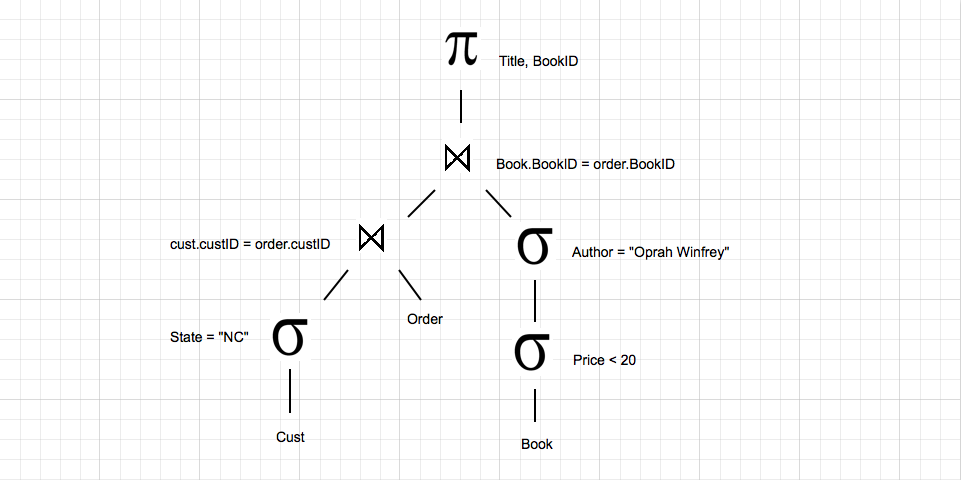 π
Title, BookID
⋈
Book.BookID = order.BookID
cust.custID = order.custID
⋈
σ
Author = "Oprah Winfrey"
Order
State = "NC"
σ
σ
Price < 20
Cust
Book